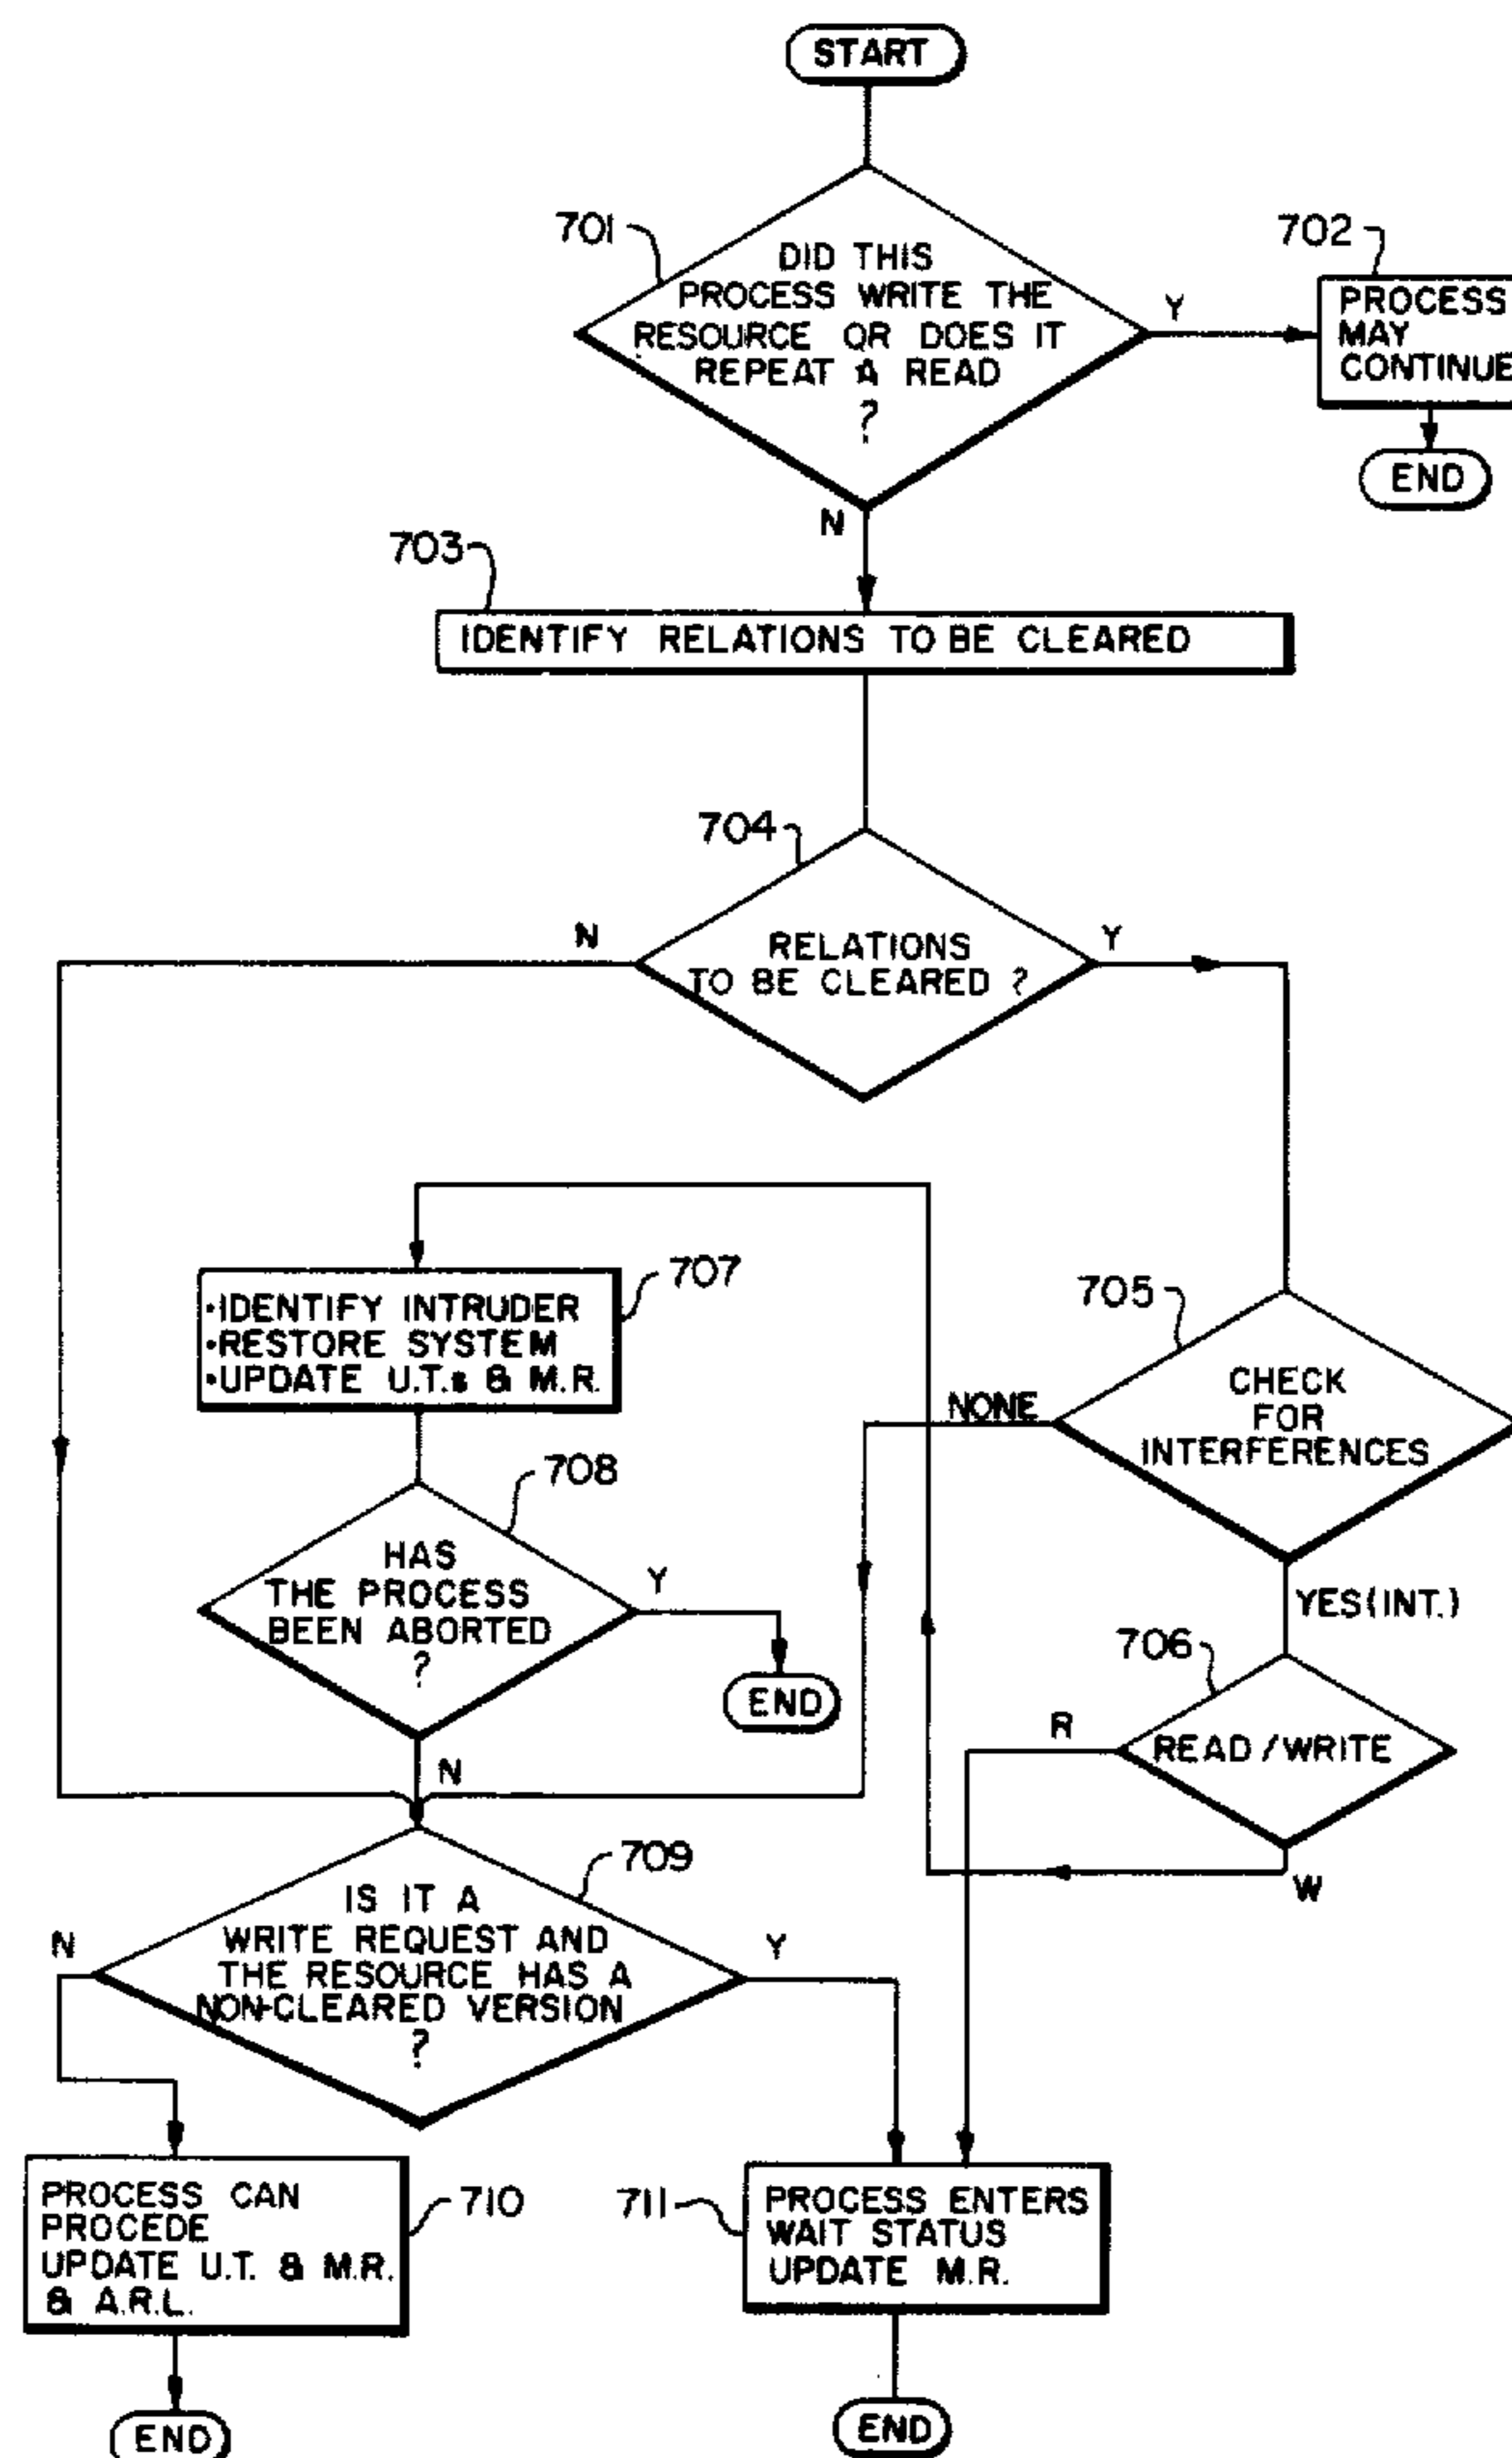 START
701
DID THIS
PROCESS WRITE THE
RESOURCE OR DOES IT
REPEAT A READ
?
Y
702
PROCESS
MAY
CONTINUE
END
N
703
IDENTIFY RELATIONS TO BE CLEARED
704
RELATIONS
TO BE CLEARED ?
N
Y
707
•IDENTIFY INTRUDER
•RESTORE SYSTEM
•UPDATE U.T.s & M.R.
705
CHECK
FOR
INTERFERENCES
NONE
YES(INT.)
708
HAS
THE PROCESS
BEEN ABORTED
?
Y
END
N
706
READ/WRITE
R
W
709
IS IT A
WRITE REQUEST AND
THE RESOURCE HAS A
NON-CLEARED VERSION
?
N
Y
710
PROCESS CAN
PROCEDE
UPDATE U.T. & M.R.
& A.R.L.
END
711
PROCESS ENTERS
WAIT STATUS
UPDATE M.R.
END